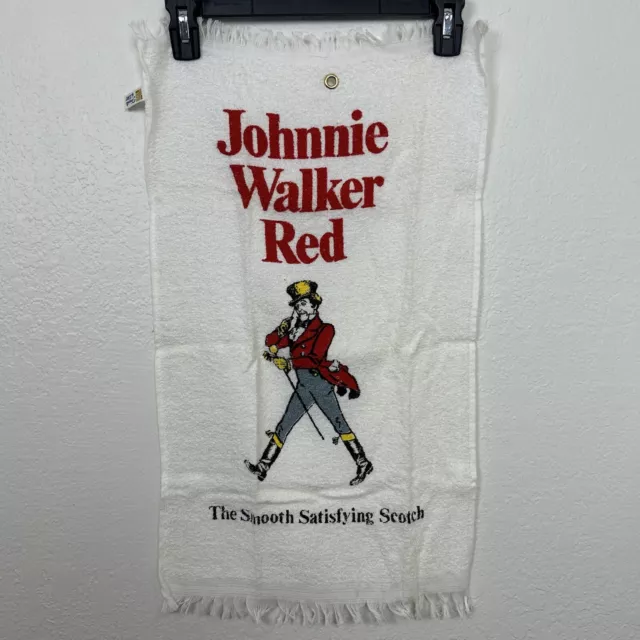 Johnnie
Walker
Red
The Smooth Satisfying Scotch